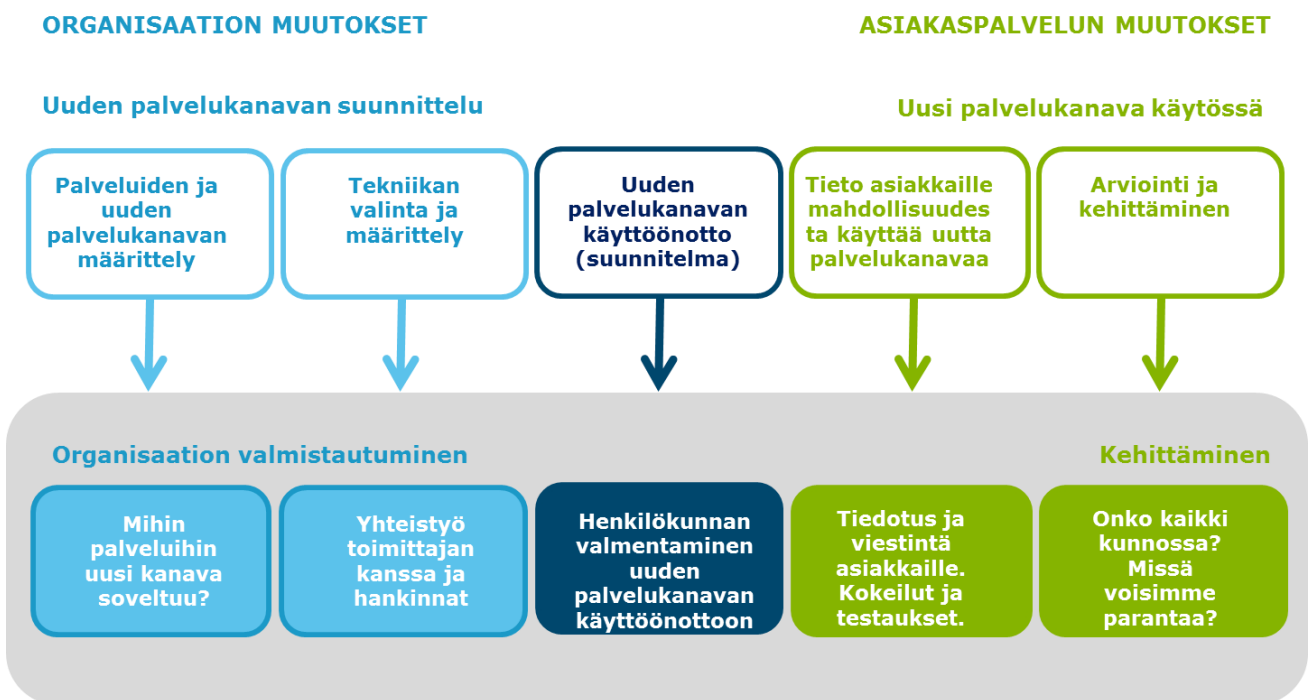 ORGANISAATION MUUTOKSET
ASIAKASPALVELUN MUUTOKSET
Uuden palvelukanavan suunnittelu
Uusi palvelukanava käytössä
Palveluiden ja
uuden
palvelukanavan
määrittely
Tekniikan
valinta ja
määrittely
Uuden
palvelukanavan
käyttöönotto
(suunnitelma)
Tieto asiakkaille
mahdollisuudes
ta käyttää uutta
palvelukanavaa
Arviointi ja
kehittäminen
Organisaation valmistautuminen
Kehittäminen
Mihin
palveluihin
uusi kanava
soveltuu?
Yhteistyö
toimittajan
kanssa ja
hankinnat
Henkilökunnan
valmentaminen
uuden
palvelukanavan
käyttöönottoon
Tiedotus ja
viestintä
asiakkaille.
Kokeilut ja
testaukset.
Onko kaikki
kunnossa?
Missä
voisimme
parantaa?